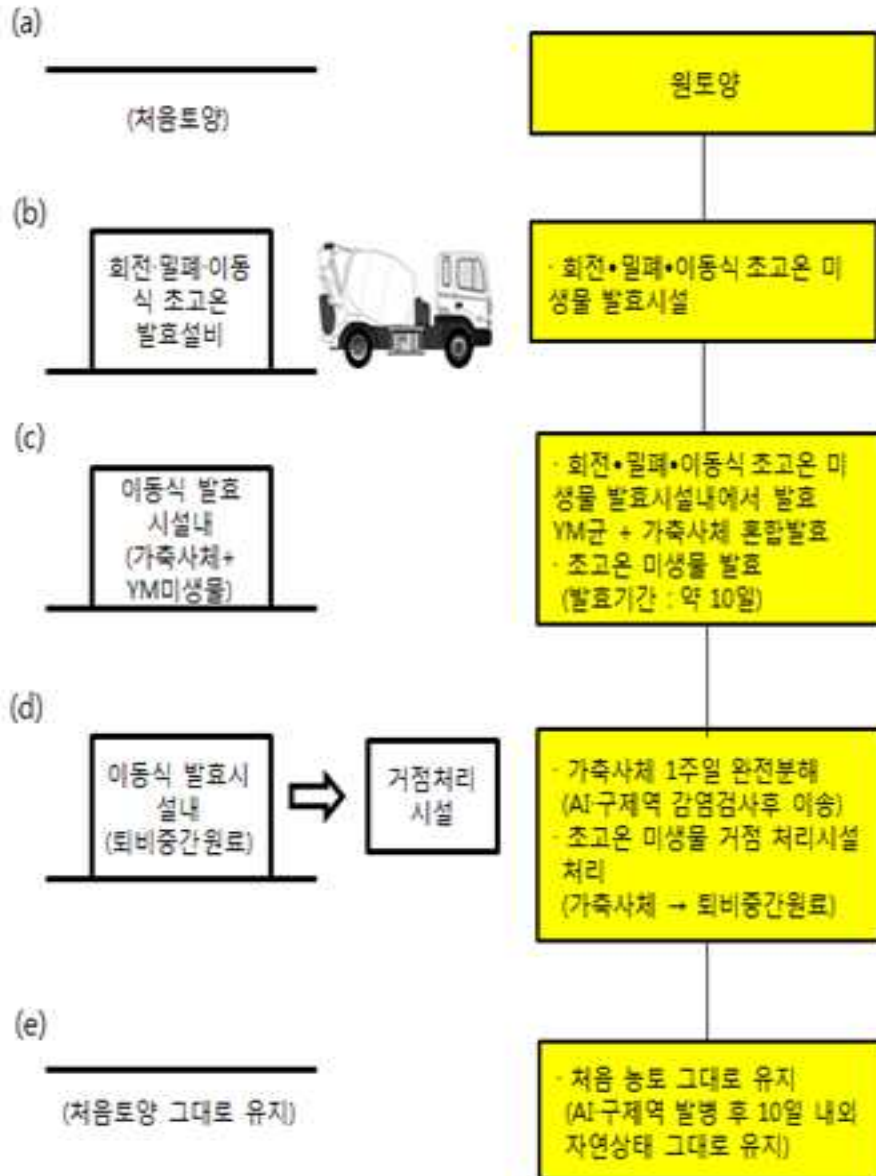 (a)
(처음토양)
원토양
(b)
회전·밀폐·이동
식 초고온
발효설비
· 회전•밀폐•이동식 초고온 미
생물 발효시설
(c)
이동식 발효
시설내
(가축사체+
YM미생물)
· 회전•밀폐•이동식 초고온 미
생물 발효시설내에서 발효
YM균 + 가축사체 혼합발효
· 초고온 미생물 발효
(발효기간 : 약 10일)
(d)
이동식 발효시
설내
(퇴비중간원료)
거점처리
시설
· 가축사체 1주일 완전분해
(AI·구제역 감염검사후 이송)
· 초고온 미생물 거점 처리시설
처리
(가축사체 → 퇴비중간원료)
(e)
(처음토양 그대로 유지)
· 처음 농토 그대로 유지
(AI·구제역 발병 후 10일 내외
자연상태 그대로 유지)